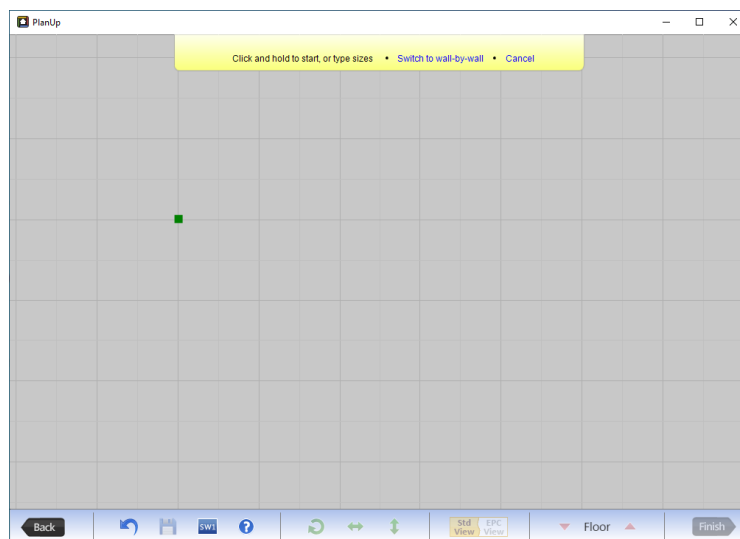 PlanUp
Click and hold to start, or type sizes • Switch to wall-by-wall • Cancel
Back
SW1
?
Std View
EPC View
Floor
Finish